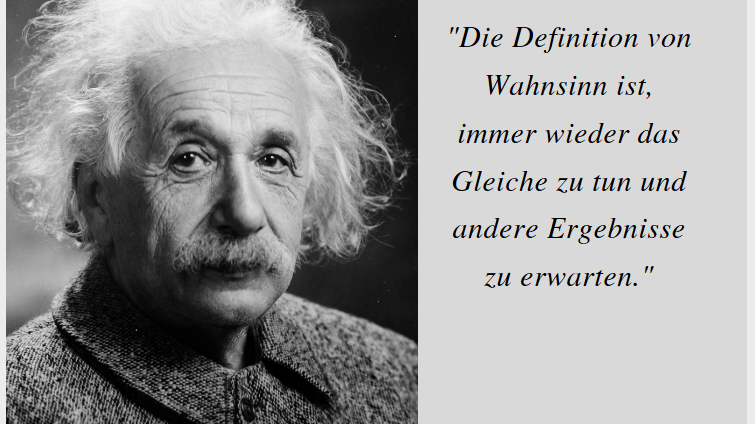 "Die Definition von
Wahnsinn ist,
immer wieder das
Gleiche zu tun und
andere Ergebnisse
zu erwarten."